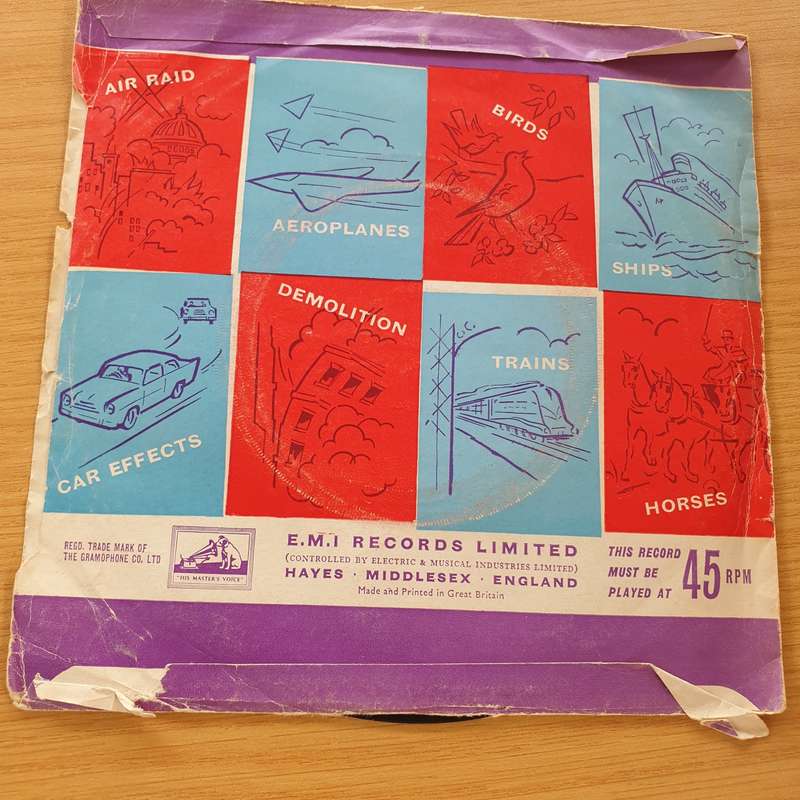 AIR RAID
AEROPLANES
BIRDS
SHIPS
CAR EFFECTS
DEMOLITION
TRAINS
HORSES
REGD. TRADE MARK OF
THE GRAMOPHONE CO. LTD
"HIS MASTER'S VOICE"
E.M.I RECORDS LIMITED
(CONTROLLED BY ELECTRIC & MUSICAL INDUSTRIES LIMITED)
HAYES · MIDDLESEX · ENGLAND
Made and Printed in Great Britain
THIS RECORD
MUST BE
PLAYED AT
45 RPM